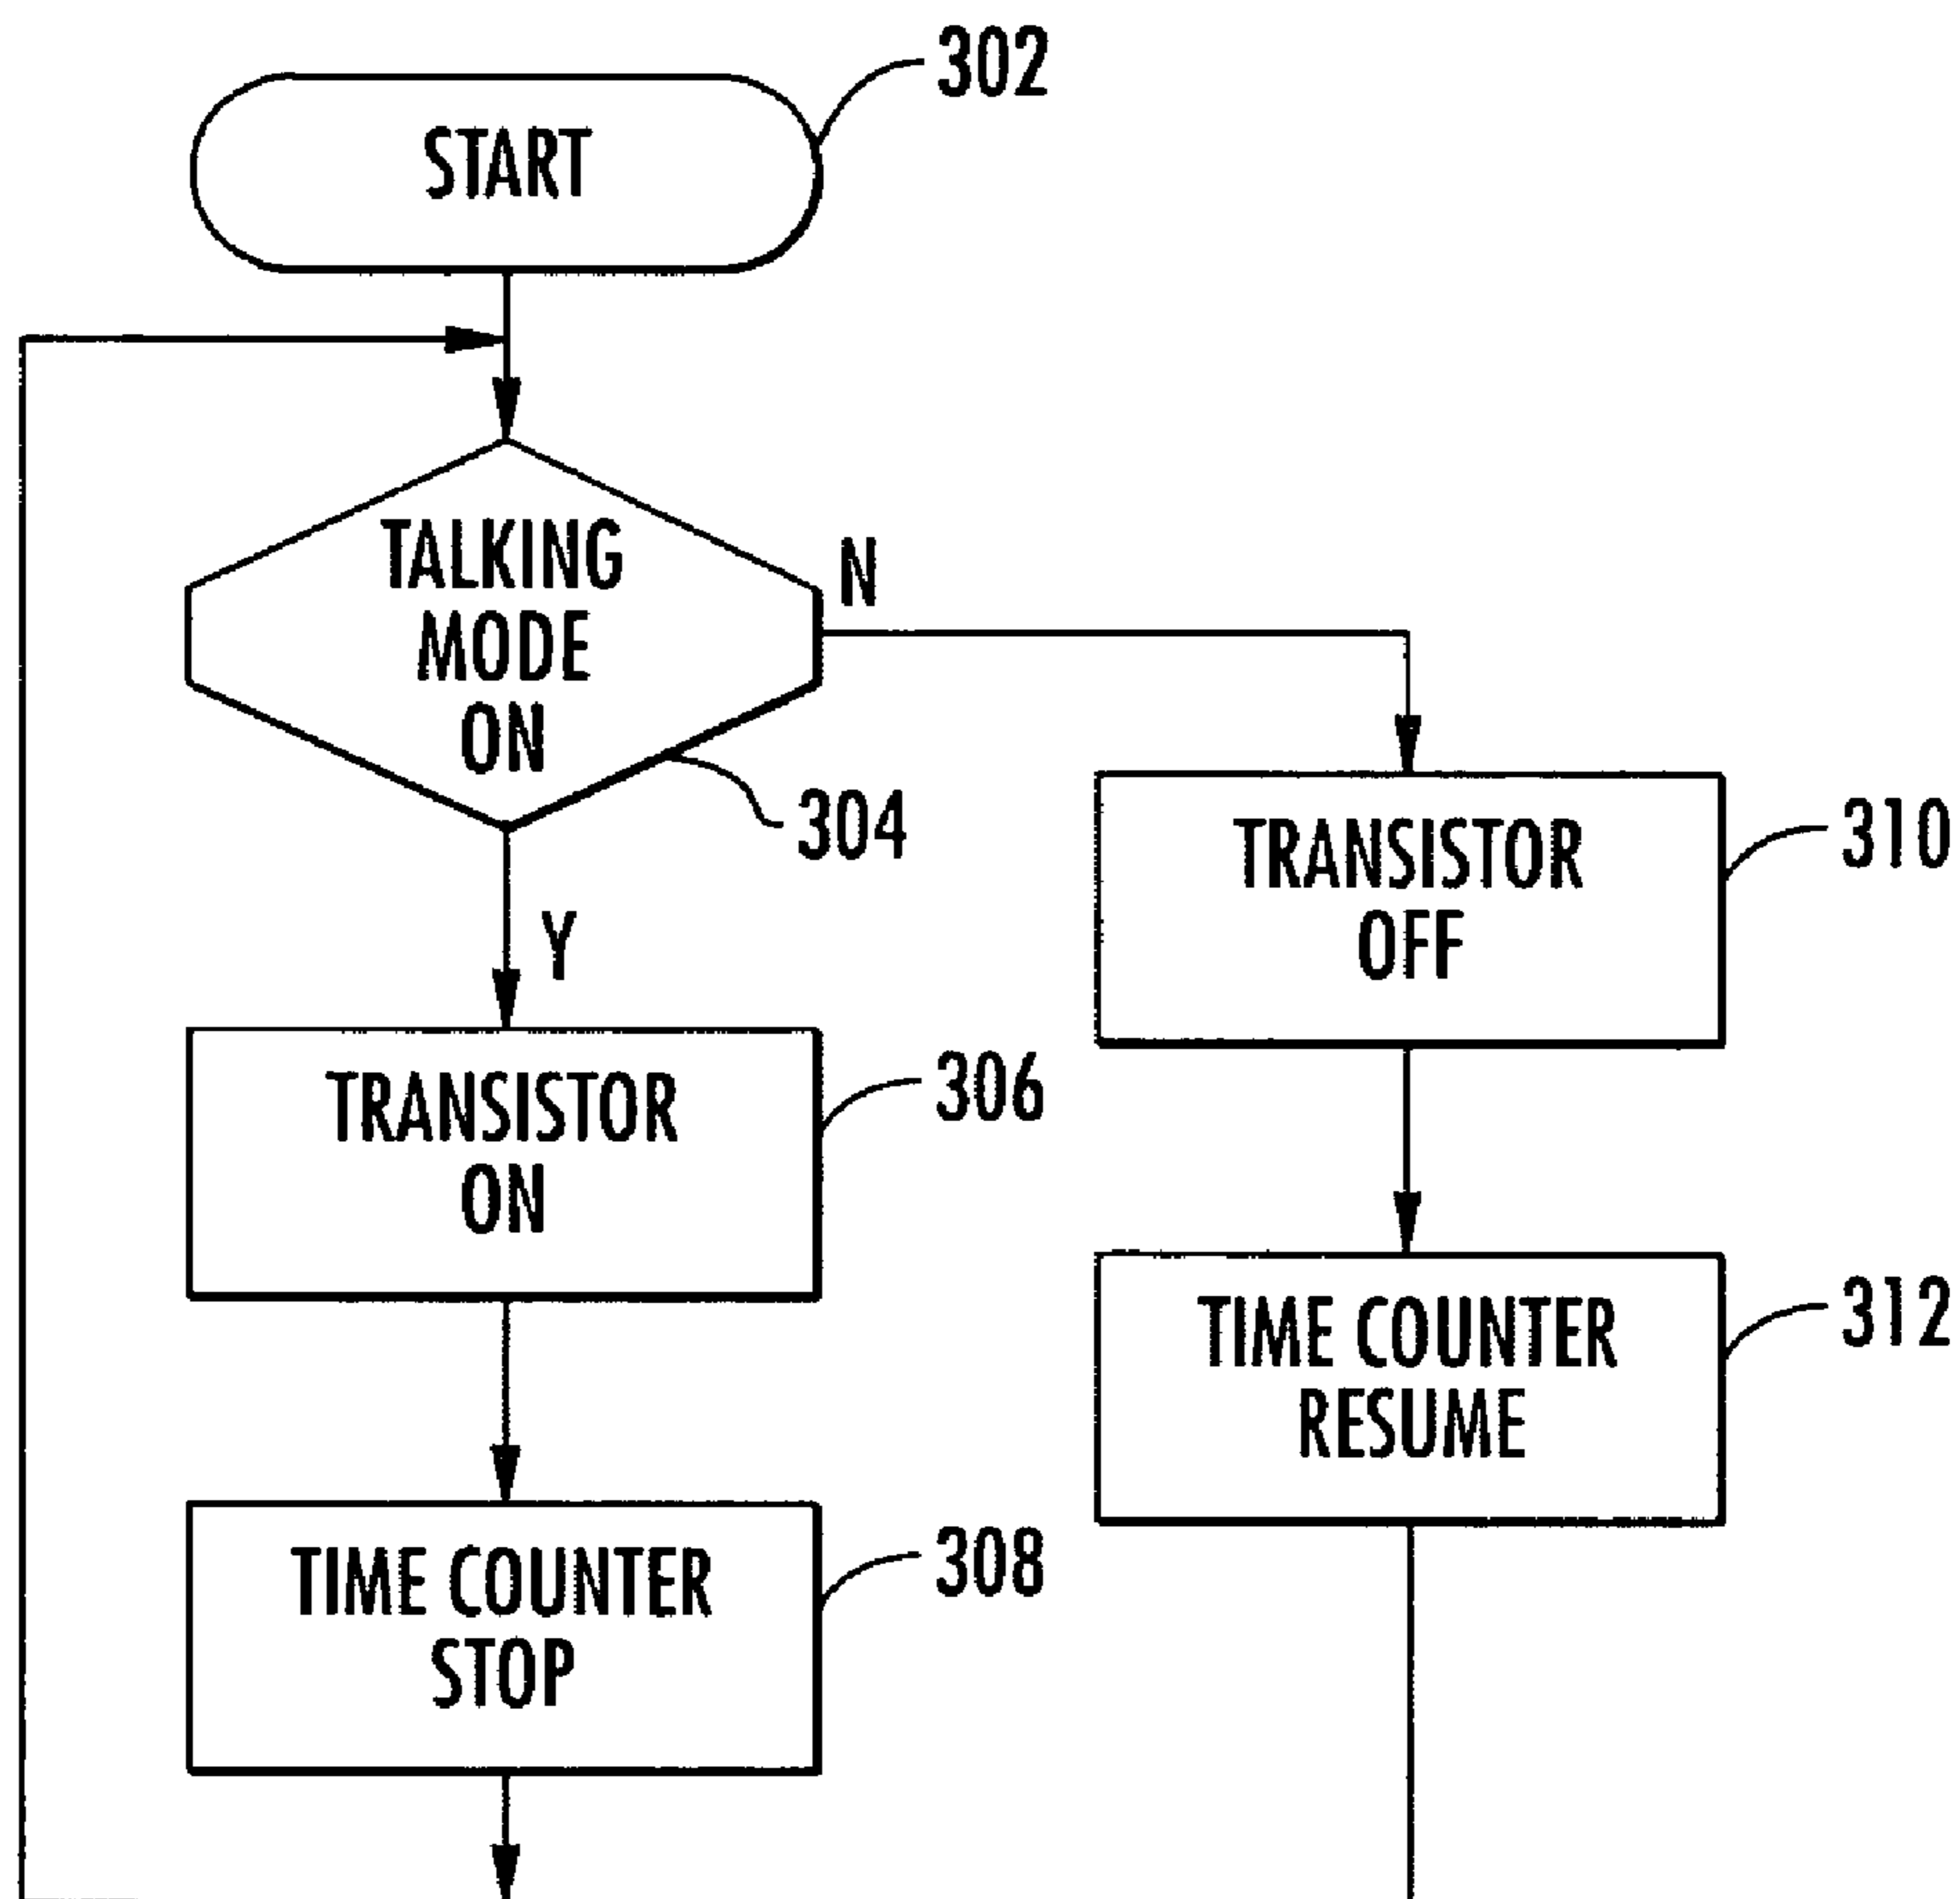 302
START
TALKING
MODE
ON
N
304
Y
TRANSISTOR
OFF
310
TRANSISTOR
ON
306
TIME COUNTER
RESUME
312
TIME COUNTER
STOP
308